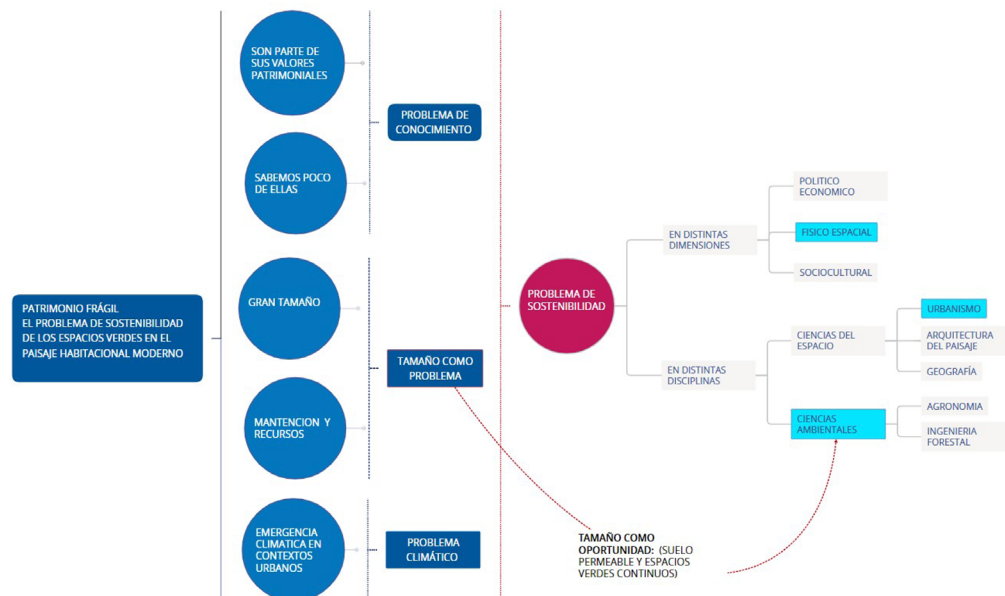 PATRIMONIO FRÁGIL
EL PROBLEMA DE SOSTENIBILIDAD
DE LOS ESPACIOS VERDES EN EL
PAISAJE HABITACIONAL MODERNO
SON PARTE DE
SUS VALORES
PATRIMONIALES
SABEMOS POCO
DE ELLAS
GRAN TAMAÑO
MANTENCION Y
RECURSOS
EMERGENCIA
CLIMATICA EN
CONTEXTOS
URBANOS
PROBLEMA DE
CONOCIMIENTO
TAMAÑO COMO
PROBLEMA
PROBLEMA
CLIMÁTICO
PROBLEMA DE
SOSTENIBILIDAD
EN DISTINTAS
DIMENSIONES
POLITICO
ECONOMICO
FISICO ESPACIAL
SOCIOCULTURAL
EN DISTINTAS
DISCIPLINAS
CIENCIAS DEL
ESPACIO
URBANISMO
ARQUITECTURA
DEL PAISAJE
GEOGRAFÍA
CIENCIAS
AMBIENTALES
AGRONOMIA
INGENIERIA
FORESTAL
TAMAÑO COMO
OPORTUNIDAD: (SUELO
PERMEABLE Y ESPACIOS
VERDES CONTINUOS)